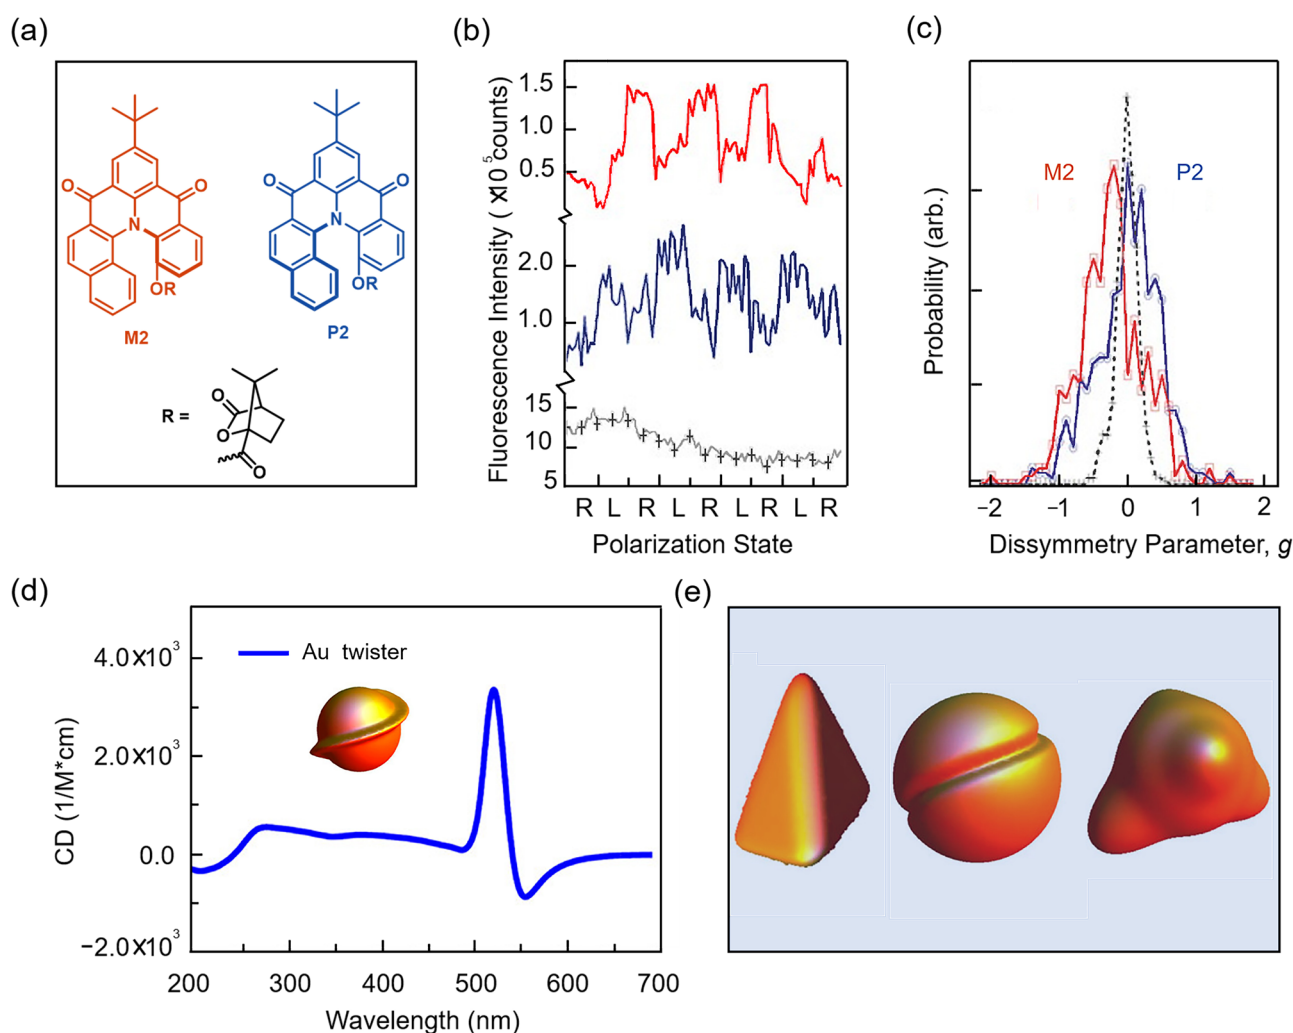 (a)
O
O
N
OR
M2
O
O
N
OR
P2
R =
O
O
O
(b)
Fluorescence Intensity ( x10⁵ counts)
1.5
1.0
0.5
2.0
1.0
15
10
5
R L R L R L R L R
Polarization State
(c)
Probability (arb.)
M2
P2
−2 −1 0 1 2
Dissymmetry Parameter, g
(d)
CD (1/M*cm)
4.0x10³
2.0x10³
0.0
−2.0x10³
Au twister
200 300 400 500 600 700
Wavelength (nm)
(e)